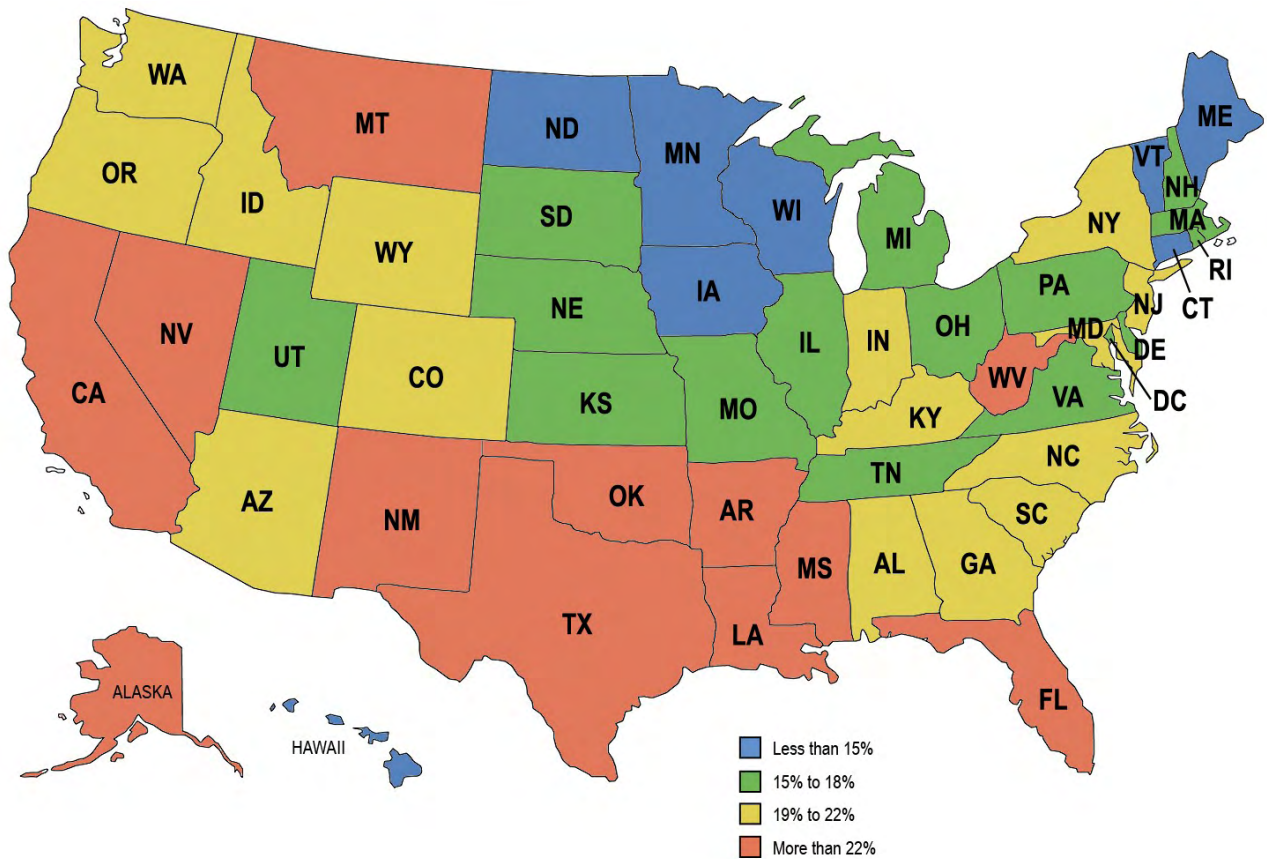 WA
MT
ND
MN
ME
VT
NH
OR
ID
SD
WI
MA
NY
MI
WY
RI
CT
IA
PA
NE
NJ
NV
OH
MD
IL
IN
DE
UT
CO
WV
CA
DC
KS
MO
VA
KY
NC
TN
AZ
OK
AR
SC
NM
MS
AL
GA
TX
LA
ALASKA
FL
HAWAII
Less than 15%
15% to 18%
19% to 22%
More than 22%